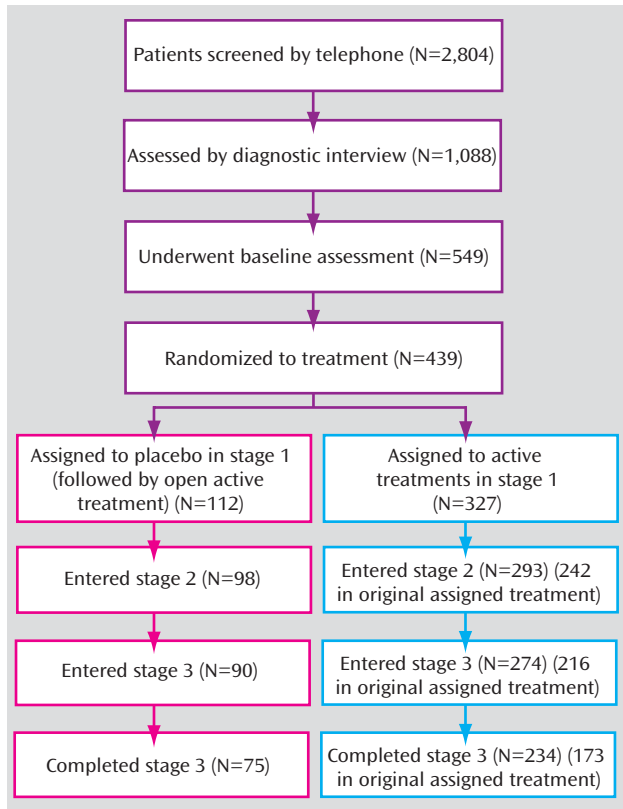 Patients screened by telephone (N=2,804)
Assessed by diagnostic interview (N=1,088)
Underwent baseline assessment (N=549)
Randomized to treatment (N=439)
Assigned to placebo in stage 1
(followed by open active
treatment) (N=112)
Entered stage 2 (N=98)
Entered stage 3 (N=90)
Completed stage 3 (N=75)
Assigned to active
treatments in stage 1
(N=327)
Entered stage 2 (N=293) (242
in original assigned treatment)
Entered stage 3 (N=274) (216
in original assigned treatment)
Completed stage 3 (N=234) (173
in original assigned treatment)